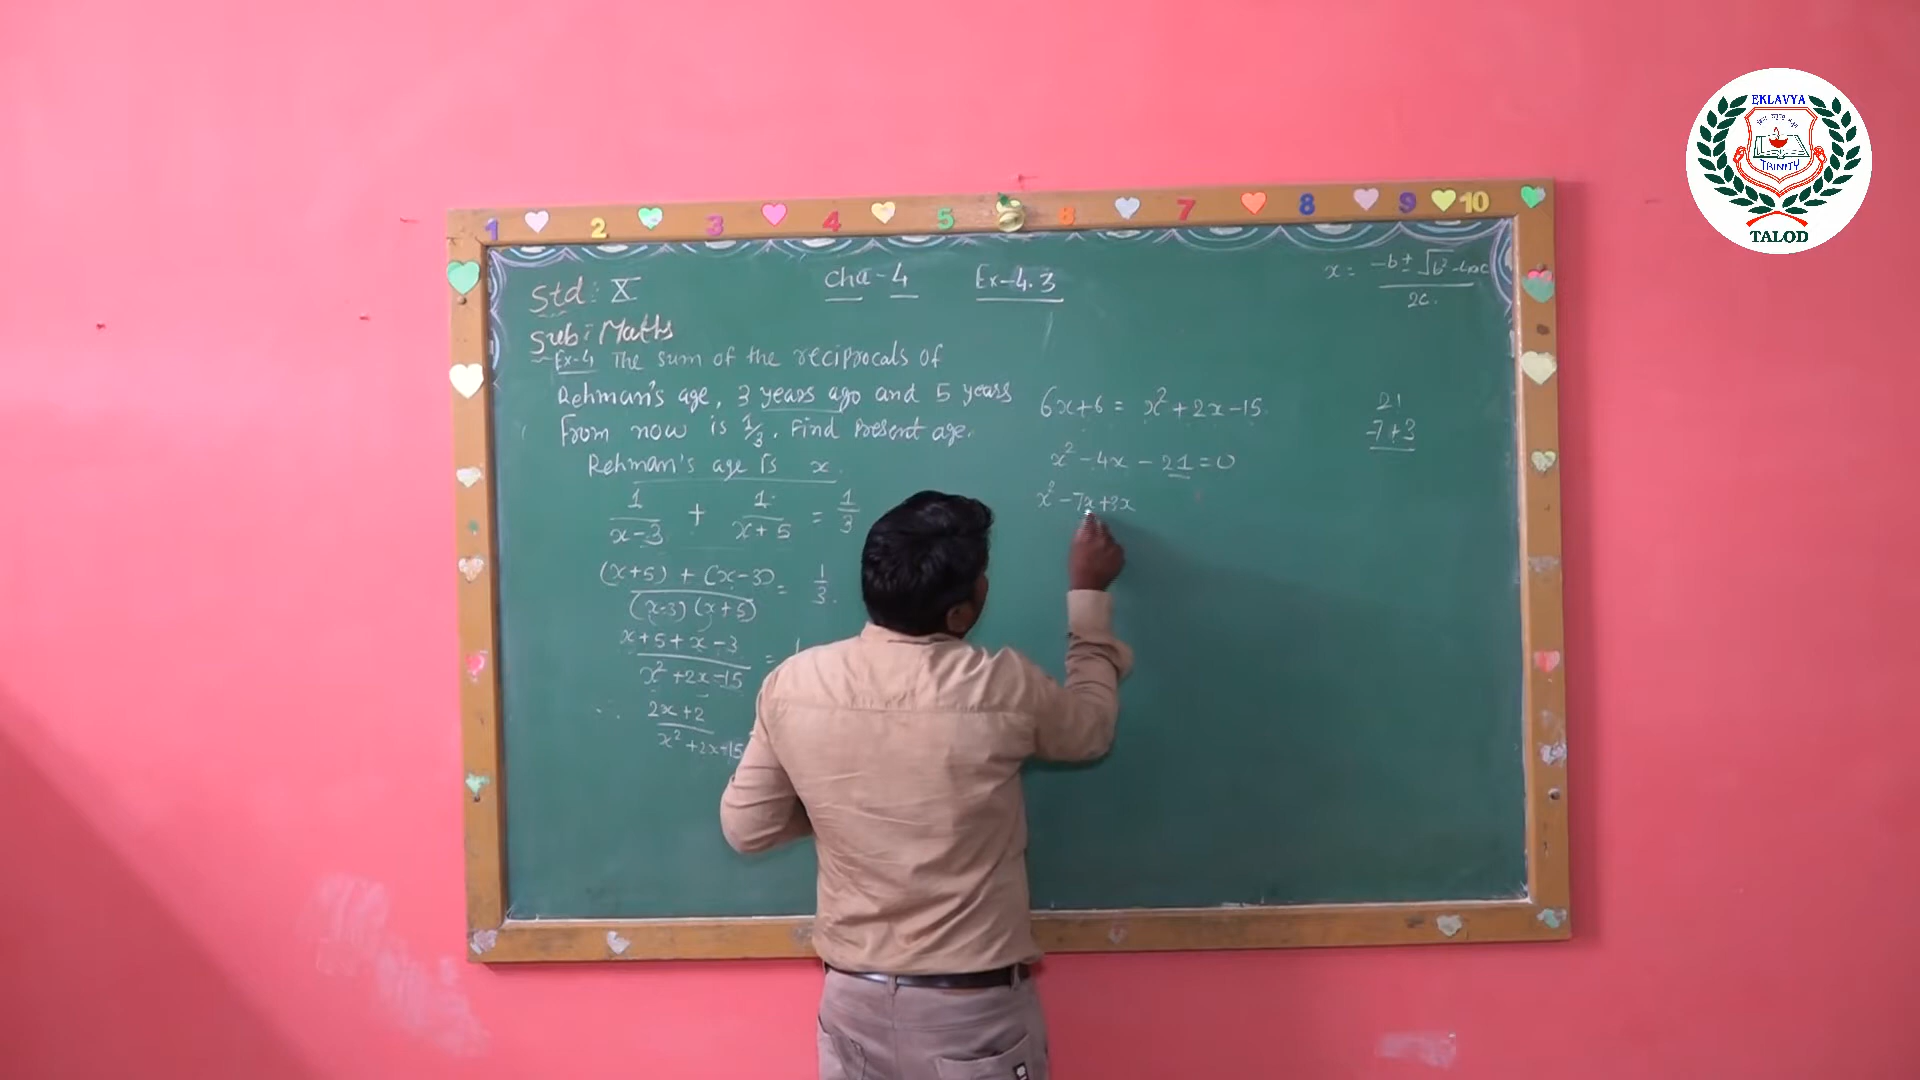 EKLAVYA
TRINITY
TALOD
1 2 3 4 5 6 7 8 9 10
Std : X
Cha-4 Ex-4.3
Sub : Maths
Ex-4 The sum of the reciprocals of
Rehman's age, 3 years ago and 5 years
From now is 1/3. Find Present age.
Rehman's age is x.
1/(x-3) + 1/(x+5) = 1/3
(x+5) + (x-3) / (x-3)(x+5) = 1/3.
x+5+x-3 / x²+2x-15 =
∴ 2x+2 / x²+2x-15
x = -b ± √b²-4ac / 2c.
6x+6 = x²+2x-15
x²-4x-21=0
x²-7x+3x
21
-7+3